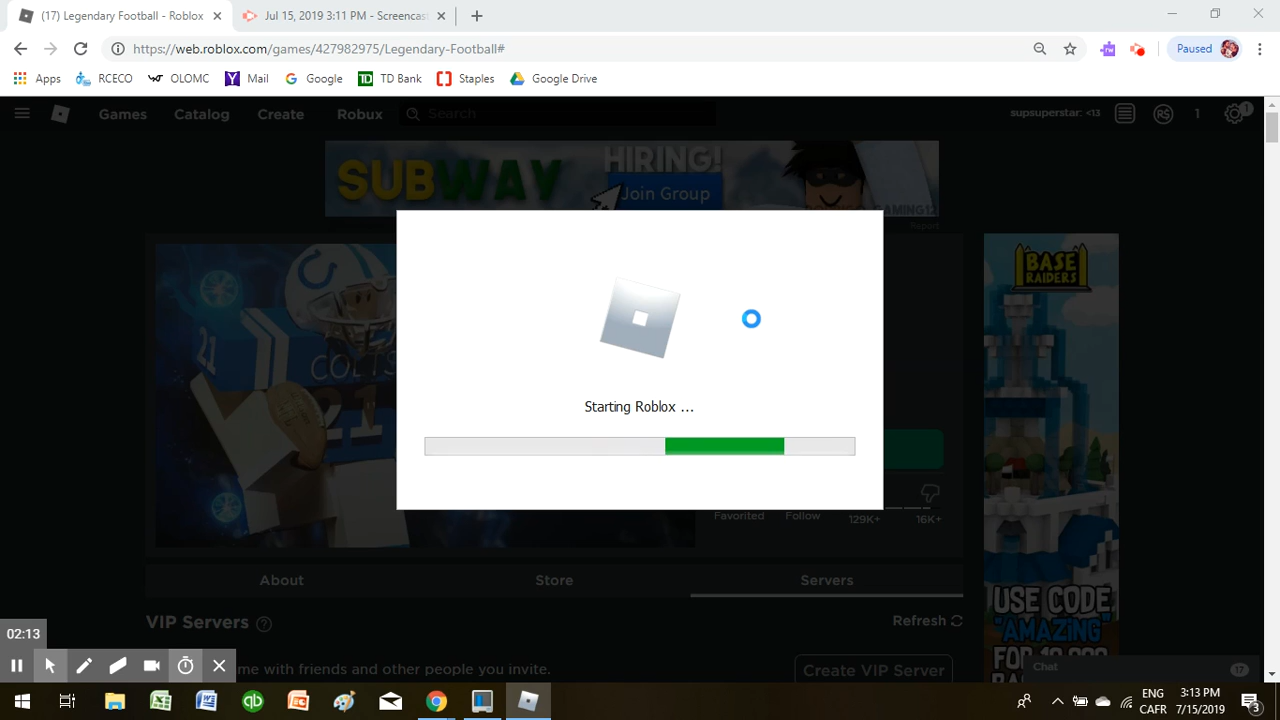 (17) Legendary Football - Roblox
Jul 15, 2019 3:11 PM - Screencas
https://web.roblox.com/games/427982975/Legendary-Football#
Paused
Apps
RCECO
OLOMC
Mail
Google
TD Bank
Staples
Google Drive
Games
Catalog
Create
Robux
Search
supsuperstar: <13
1
1
SUBWAY
HIRING!
Join Group
Report
BASE
RAIDERS
21
COLTS
Starting Roblox ...
Favorited
Follow
129K+
16K+
About
Store
Servers
VIP Servers
Refresh
me with friends and other people you invite.
Create VIP Server
USE CODE
"AMAZING"
Chat
17
02:13
ENG
CAFR
3:13 PM
7/15/2019
3